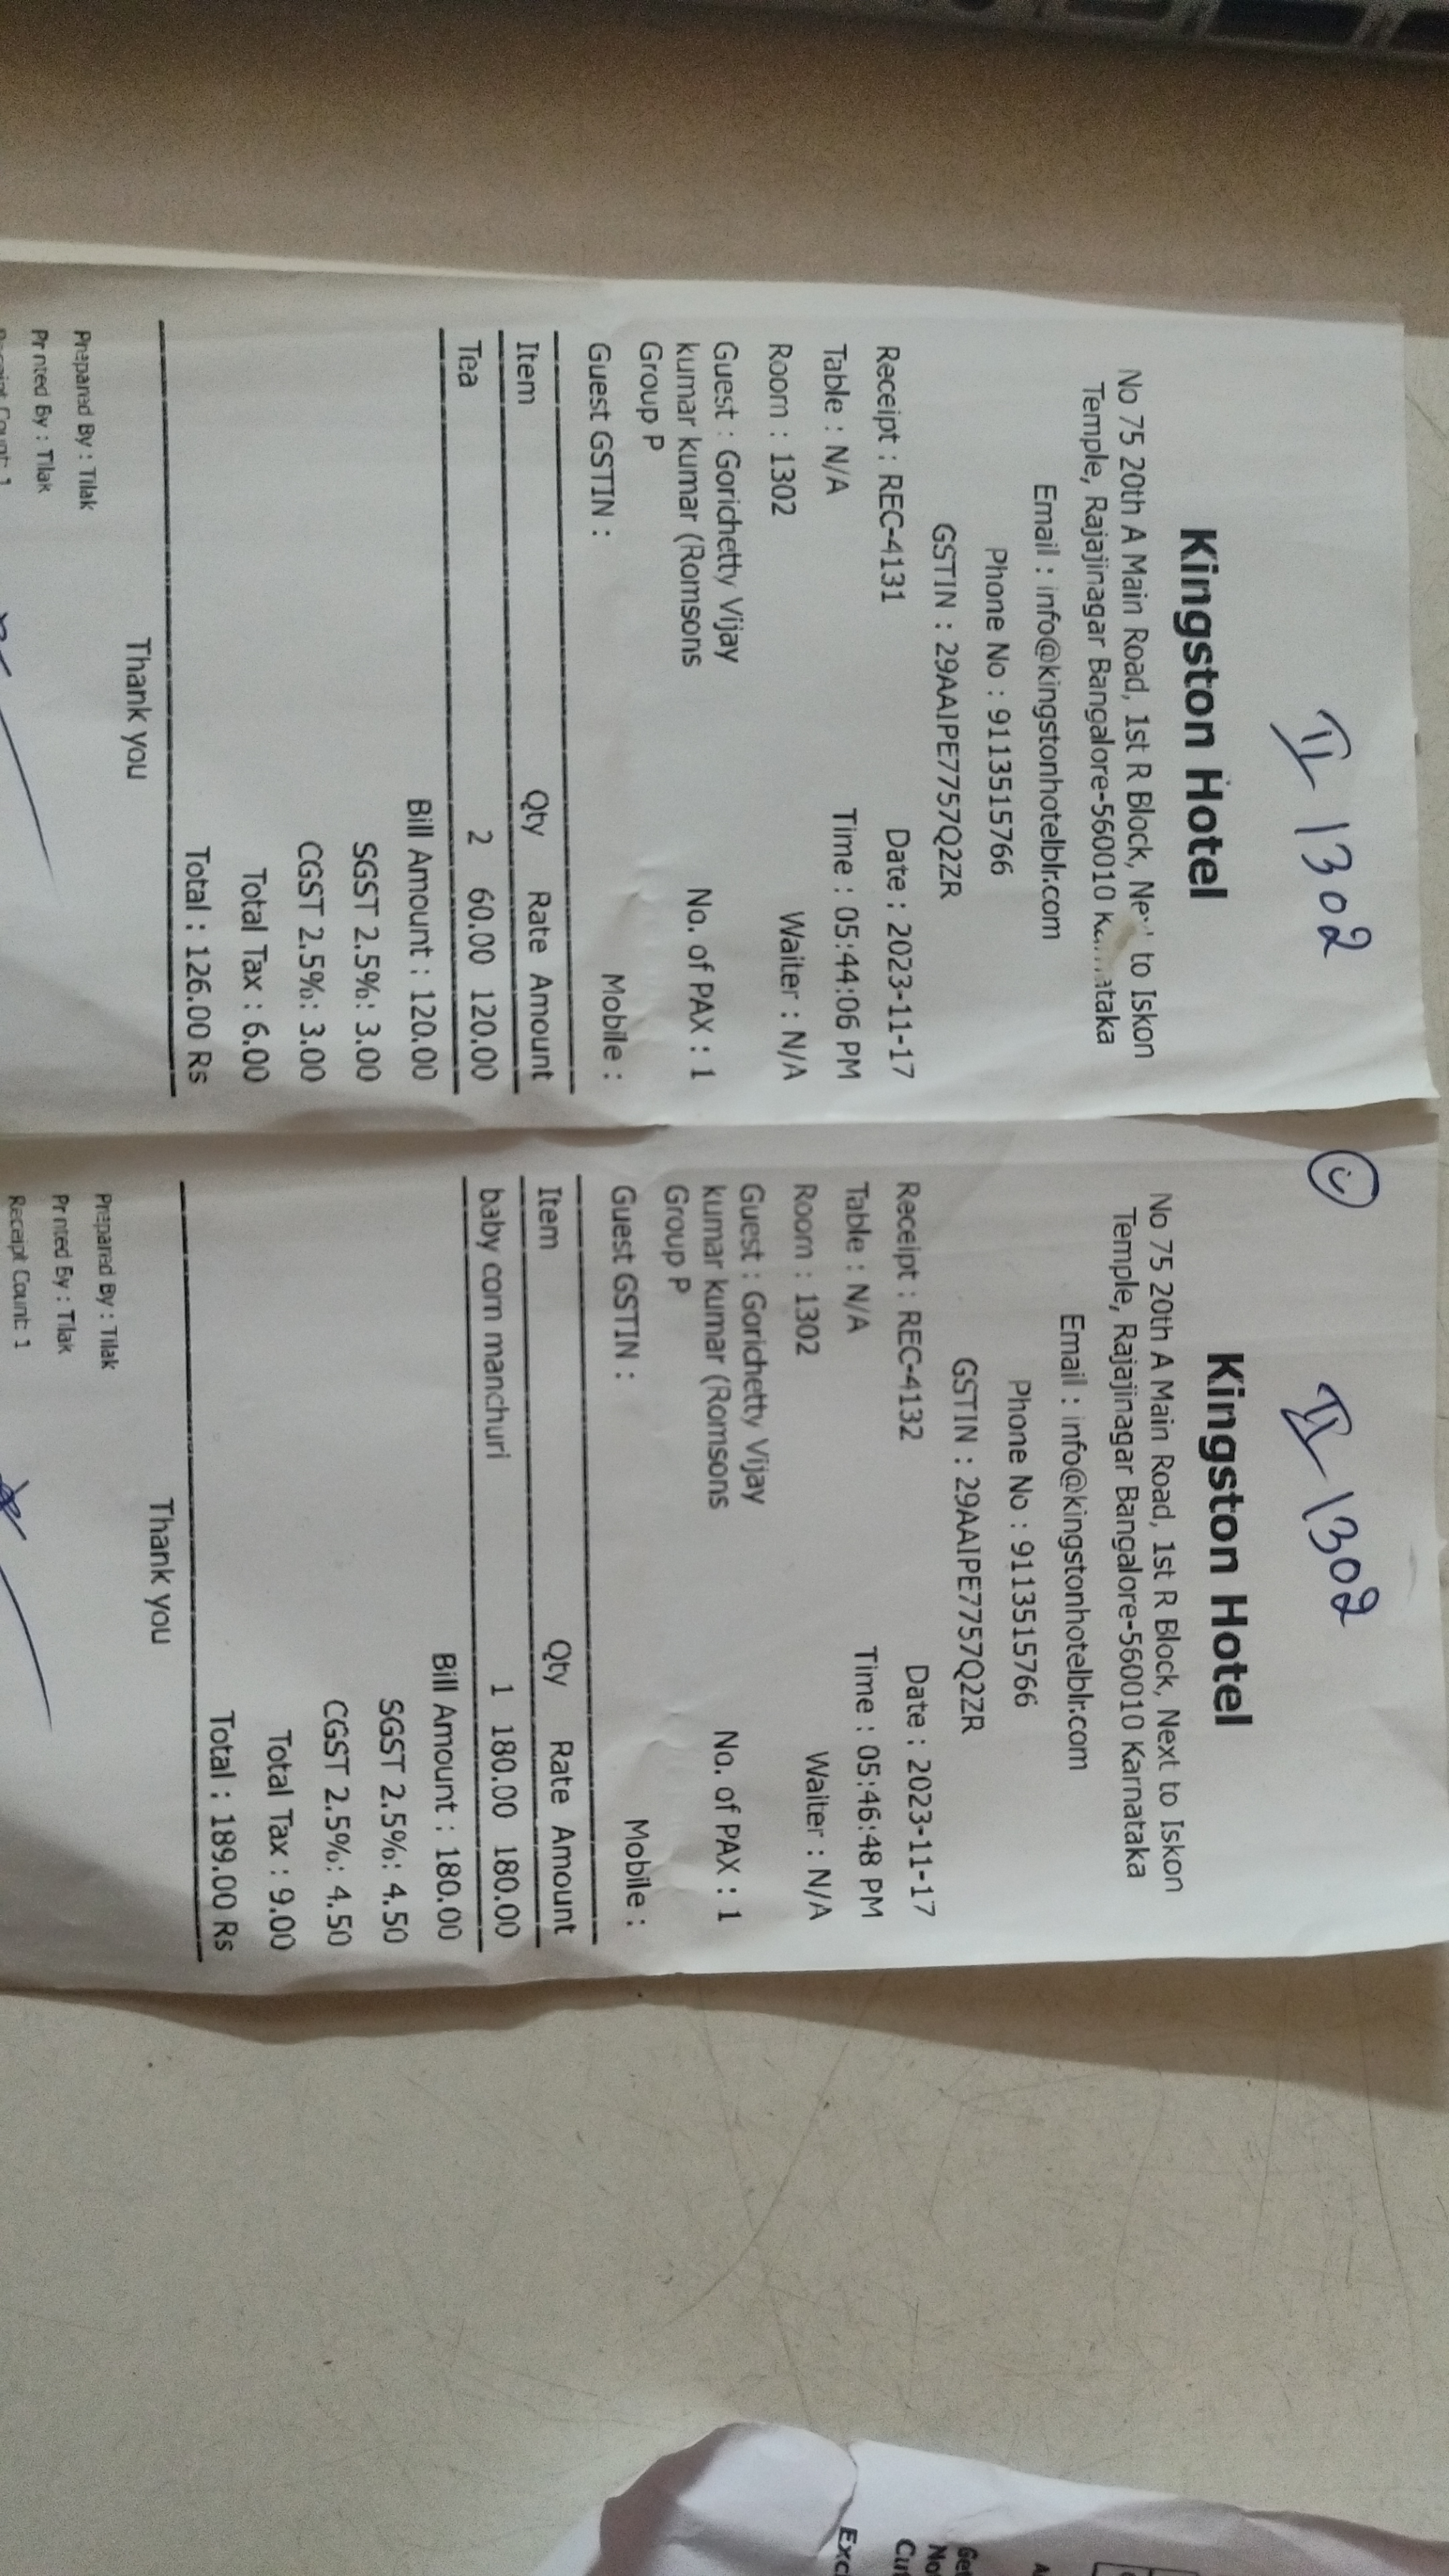 II 1302
Kingston Hotel
No 75 20th A Main Road, 1st R Block, to Iskon
Temple, Rajajinagar Bangalore-560010
Email : info@kingstonhotelblr.com
Phone No : 9113515766
GSTIN : 29AAIPE7757Q2ZR
Receipt : REC-4131 Date : 2023-11-17
Table : N/A Time : 05:44:06 PM
Room : 1302 Waiter : N/A
Guest : Gorichetty Vijay
kumar kumar (Romsons No. of PAX : 1
Group P
Guest GSTIN : Mobile :
Item Qty Rate Amount
Tea 2 60.00 120.00
Bill Amount : 120.00
SGST 2.5%: 3.00
CGST 2.5%: 3.00
Total Tax : 6.00
Total : 126.00 Rs
Thank you
Prepared By : Tilak
Printed By : Tilak
II 1302
Kingston Hotel
No 75 20th A Main Road, 1st R Block, Next to Iskon
Temple, Rajajinagar Bangalore-560010 Karnataka
Email : info@kingstonhotelblr.com
Phone No : 9113515766
GSTIN : 29AAIPE7757Q2ZR
Receipt : REC-4132 Date : 2023-11-17
Table : N/A Time : 05:46:48 PM
Room : 1302 Waiter : N/A
Guest : Gorichetty Vijay
kumar kumar (Romsons No. of PAX : 1
Group P
Guest GSTIN : Mobile :
Item Qty Rate Amount
baby corn manchuri 1 180.00 180.00
Bill Amount : 180.00
SGST 2.5%: 4.50
CGST 2.5%: 4.50
Total Tax : 9.00
Total : 189.00 Rs
Thank you
Prepared By : Tilak
Printed By : Tilak
Receipt Count: 1